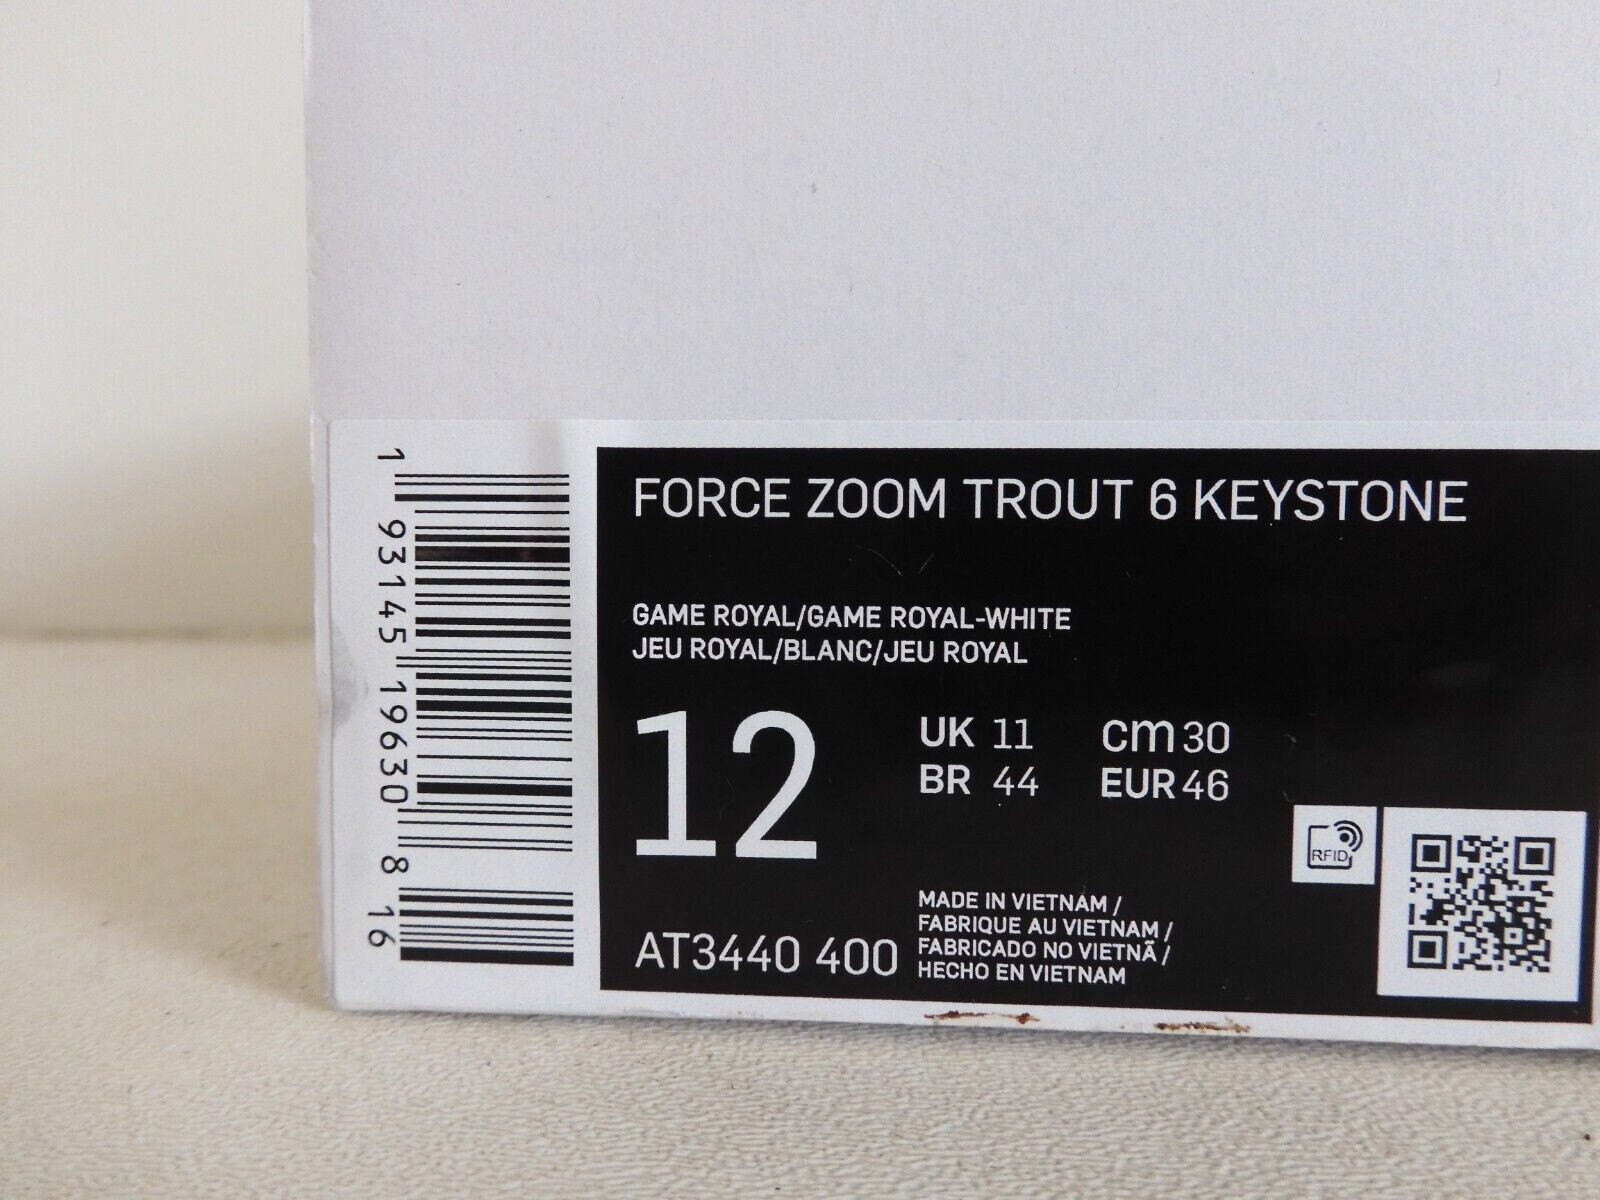 1 93145 19630 8 16
FORCE ZOOM TROUT 6 KEYSTONE
GAME ROYAL/GAME ROYAL-WHITE
JEU ROYAL/BLANC/JEU ROYAL
12
UK 11 cm 30
BR 44 EUR 46
RFID
AT3440 400
MADE IN VIETNAM /
FABRIQUE AU VIETNAM /
FABRICADO NO VIETNÃ /
HECHO EN VIETNAM